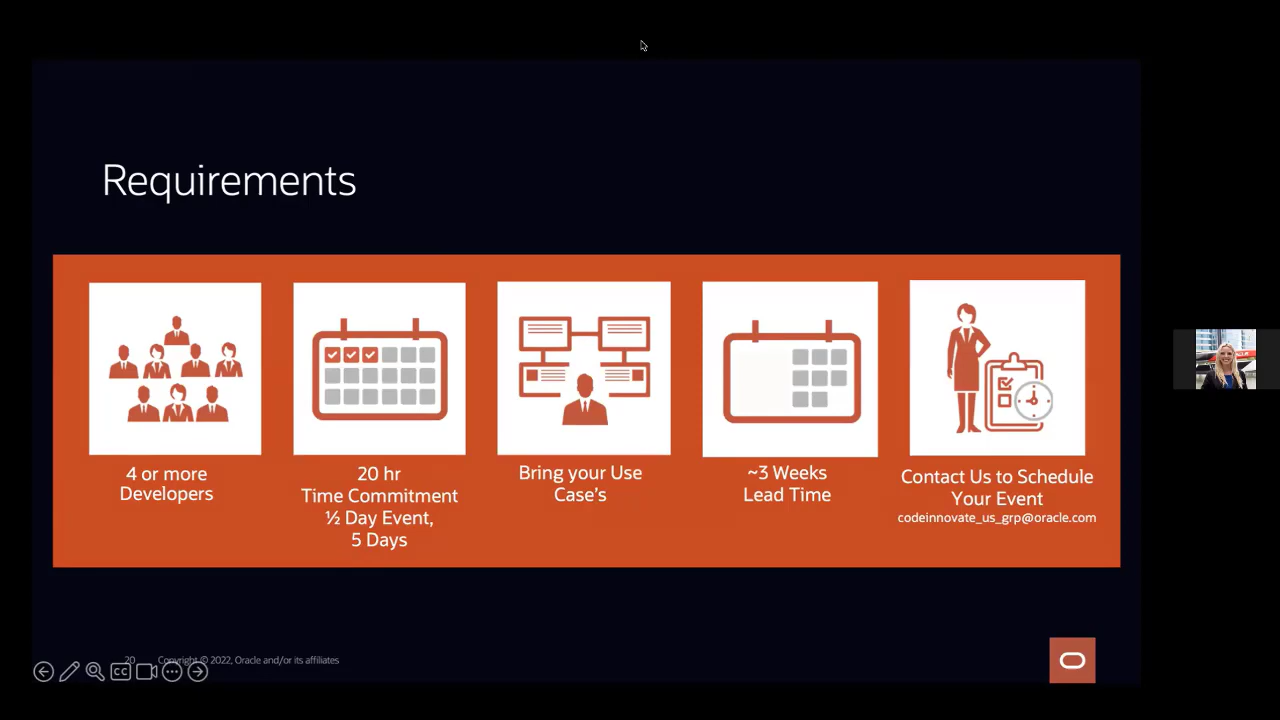 Requirements
4 or more
Developers
20 hr
Time Commitment
½ Day Event,
5 Days
Bring your Use
Case's
~3 Weeks
Lead Time
Contact Us to Schedule
Your Event
codeinnovate_us_grp@oracle.com
20 Copyright © 2022, Oracle and/or its affiliates
CC